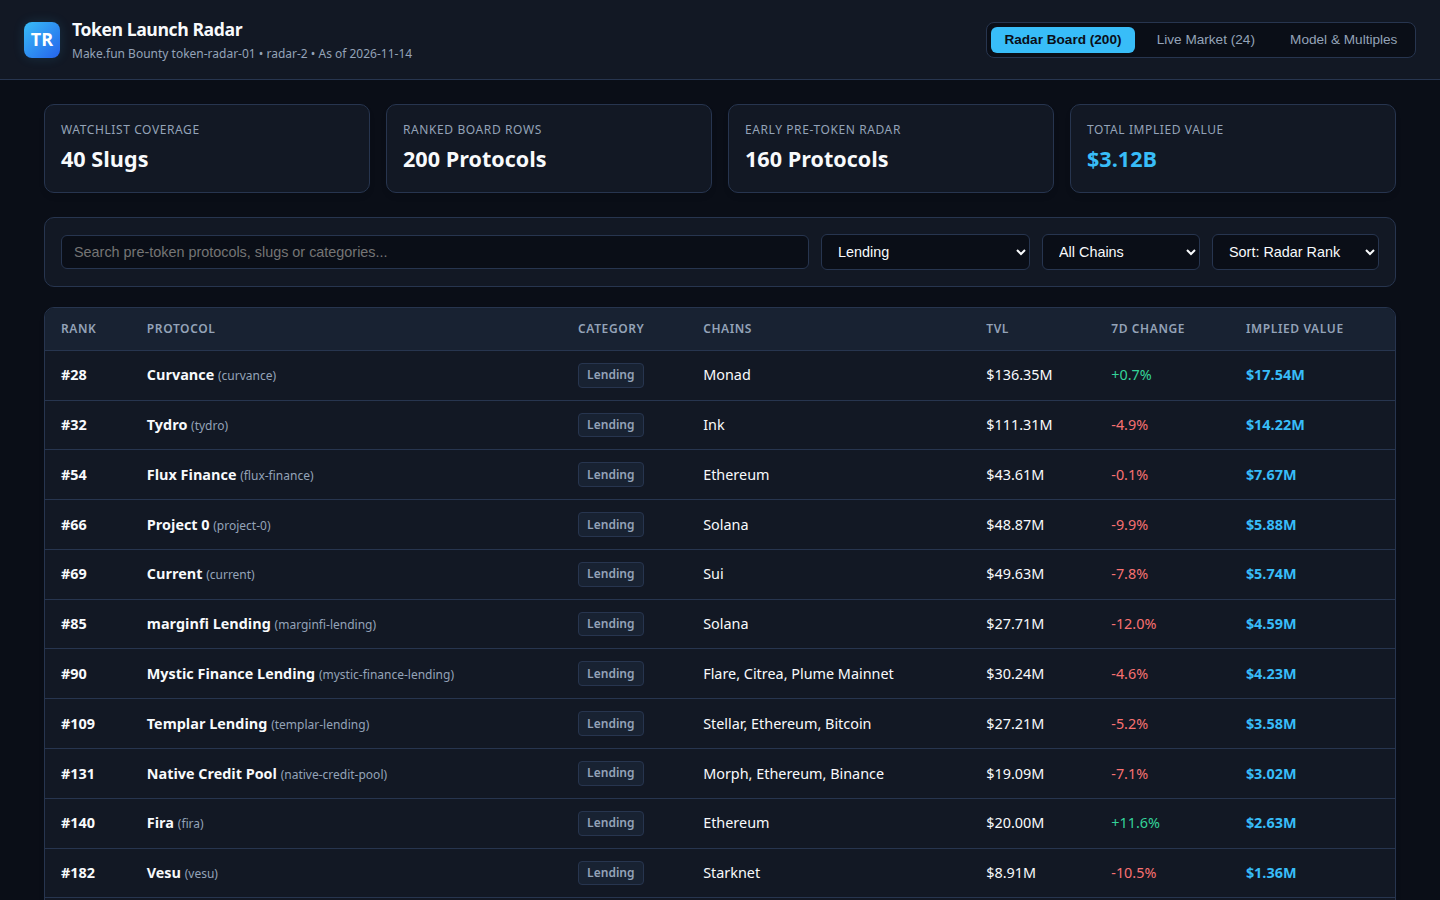 TR
Token Launch Radar
Make.fun Bounty token-radar-01 • radar-2 • As of 2026-11-14
Radar Board (200) Live Market (24) Model & Multiples
WATCHLIST COVERAGE RANKED BOARD ROWS EARLY PRE-TOKEN RADAR TOTAL IMPLIED VALUE
40 Slugs 200 Protocols 160 Protocols $3.12B
Search pre-token protocols, slugs or categories... Lending All Chains Sort: Radar Rank
RANK PROTOCOL CATEGORY CHAINS TVL 7D CHANGE IMPLIED VALUE
#28 Curvance (curvance) Lending Monad $136.35M +0.7% $17.54M
#32 Tydro (tydro) Lending Ink $111.31M -4.9% $14.22M
#54 Flux Finance (flux-finance) Lending Ethereum $43.61M -0.1% $7.67M
#66 Project 0 (project-0) Lending Solana $48.87M -9.9% $5.88M
#69 Current (current) Lending Sui $49.63M -7.8% $5.74M
#85 marginfi Lending (marginfi-lending) Lending Solana $27.71M -12.0% $4.59M
#90 Mystic Finance Lending (mystic-finance-lending) Lending Flare, Citrea, Plume Mainnet $30.24M -4.6% $4.23M
#109 Templar Lending (templar-lending) Lending Stellar, Ethereum, Bitcoin $27.21M -5.2% $3.58M
#131 Native Credit Pool (native-credit-pool) Lending Morph, Ethereum, Binance $19.09M -7.1% $3.02M
#140 Fira (fira) Lending Ethereum $20.00M +11.6% $2.63M
#182 Vesu (vesu) Lending Starknet $8.91M -10.5% $1.36M